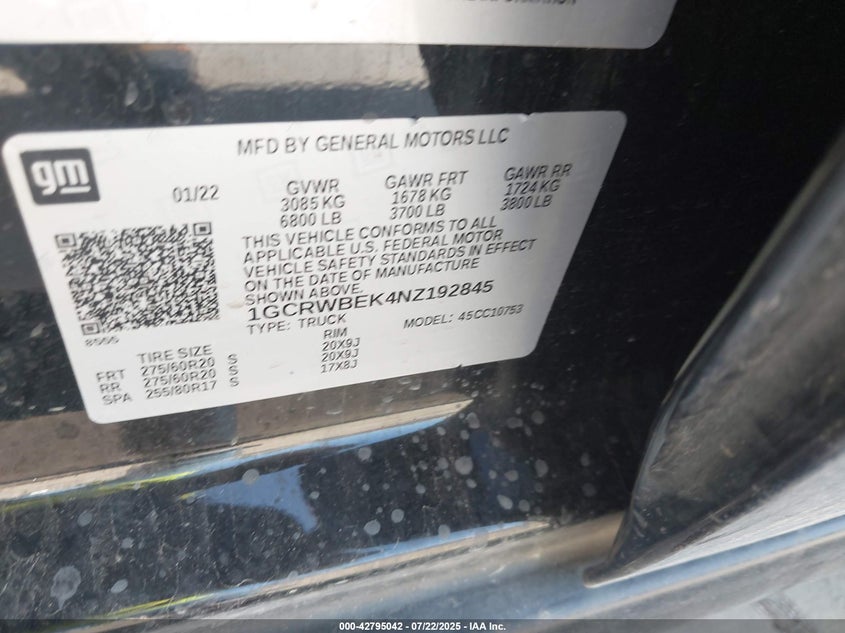 gm
MFD BY GENERAL MOTORS LLC
01/22
GVWR GAWR FRT GAWR RR
3085 KG 1678 KG 1724 KG
6800 LB 3700 LB 3800 LB
THIS VEHICLE CONFORMS TO ALL
APPLICABLE U.S. FEDERAL MOTOR
VEHICLE SAFETY STANDARDS IN EFFECT
ON THE DATE OF MANUFACTURE
SHOWN ABOVE.
1GCRWBEK4NZ192845
TYPE: TRUCK MODEL: 45CC10753
TIRE SIZE RIM
FRT 275/60R20 S 20X9J
RR 275/60R20 S 20X9J
SPA 255/80R17 S 17X8J
000-42795042 - 07/22/2025 - IAA Inc.